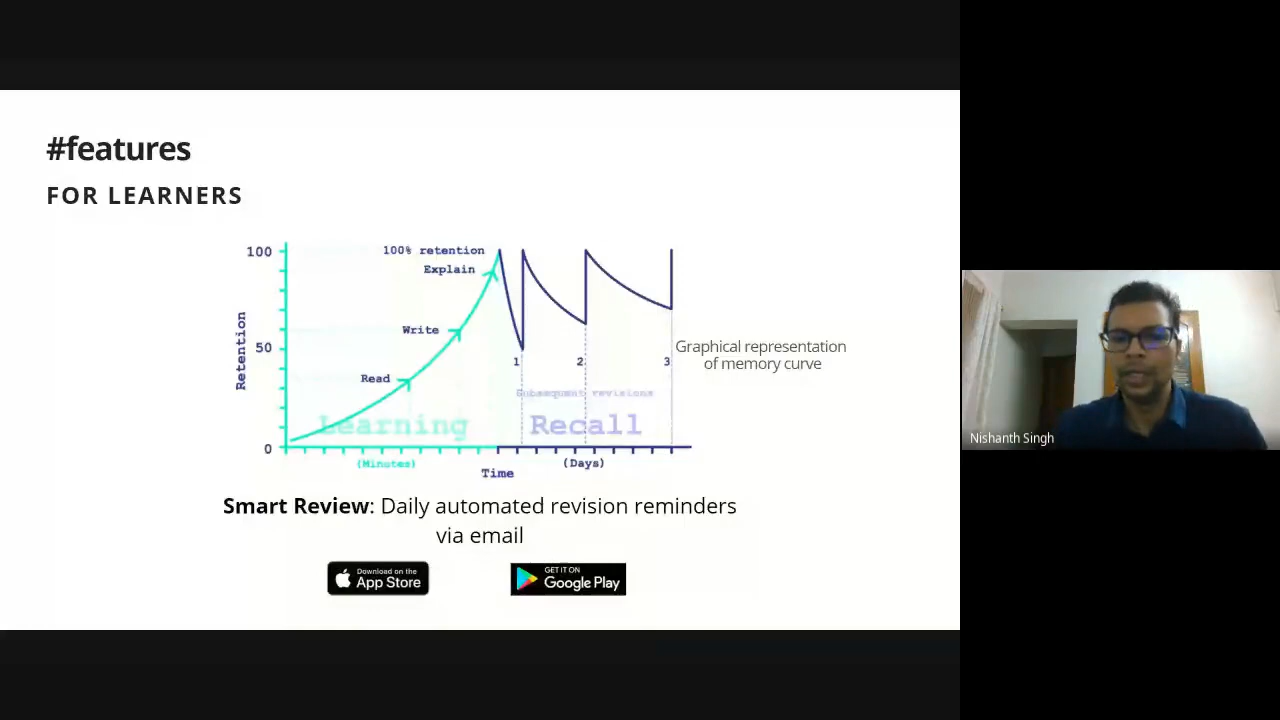 #features
FOR LEARNERS
100
100% retention
Explain
Write
50
Retention
Read
1
2
3
Graphical representation
of memory curve
Subsequent revisions
Learning
Recall
0
(Minutes)
(Days)
Time
Smart Review: Daily automated revision reminders
via email
Download on the
App Store
GET IT ON
Google Play
Nishanth Singh